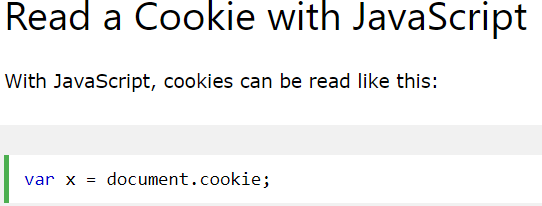 Read a Cookie with JavaScript
With JavaScript, cookies can be read like this:
var x = document.cookie;